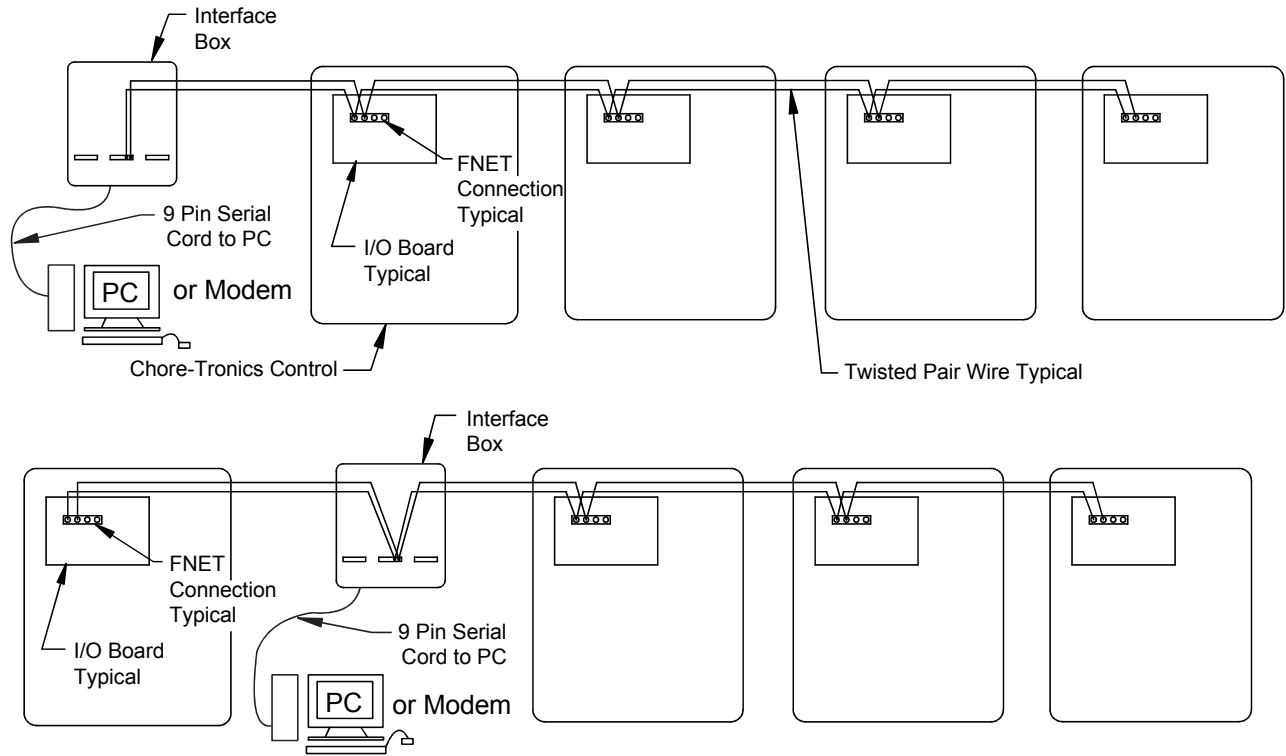 Interface
Box
FNET
Connection
Typical
9 Pin Serial
Cord to PC
I/O Board
Typical
PC
or Modem
Chore-Tronics Control
Twisted Pair Wire Typical
Interface
Box
FNET
Connection
Typical
I/O Board
Typical
9 Pin Serial
Cord to PC
PC
or Modem